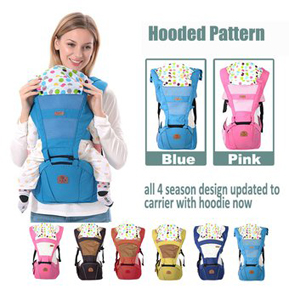 Hooded Pattern
Blue
Pink
all 4 season design updated to
carrier with hoodie now